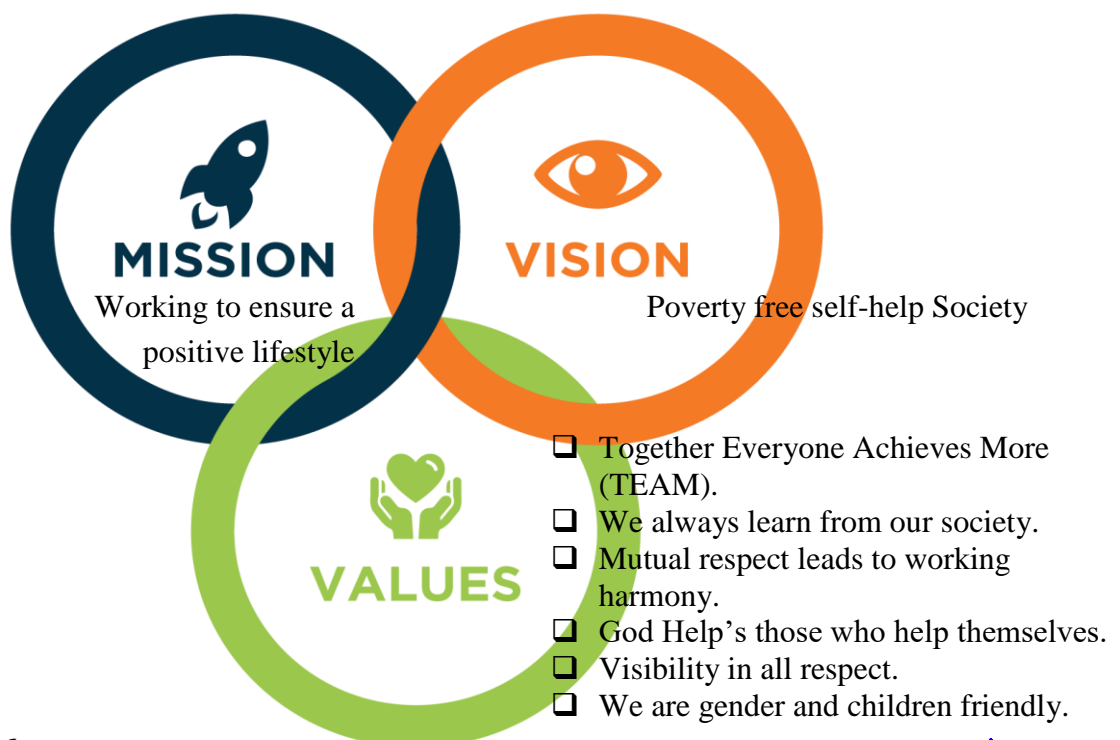 MISSION
Working to ensure a
positive lifestyle
VISION
Poverty free self-help Society
VALUES
❑ Together Everyone Achieves More
(TEAM).
❑ We always learn from our society.
❑ Mutual respect leads to working
harmony.
❑ God Help’s those who help themselves.
❑ Visibility in all respect.
❑ We are gender and children friendly.